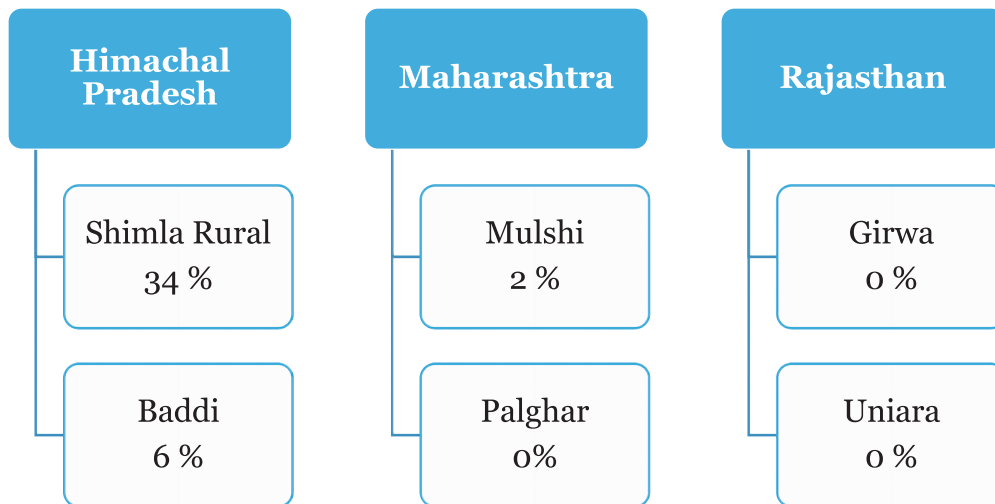 Himachal
Pradesh
Shimla Rural
34 %
Baddi
6 %
Maharashtra
Mulshi
2 %
Palghar
0%
Rajasthan
Girwa
0 %
Uniara
0 %